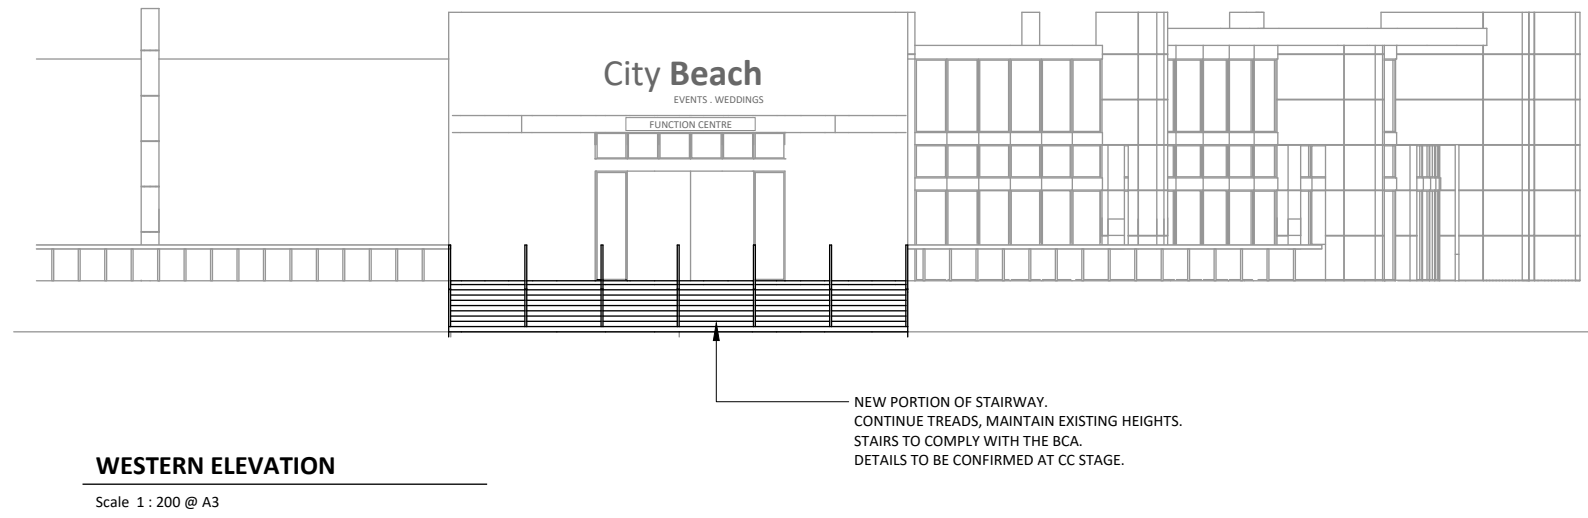 City Beach
EVENTS . WEDDINGS
FUNCTION CENTRE
NEW PORTION OF STAIRWAY.
CONTINUE TREADS, MAINTAIN EXISTING HEIGHTS.
STAIRS TO COMPLY WITH THE BCA.
DETAILS TO BE CONFIRMED AT CC STAGE.
WESTERN ELEVATION
Scale 1 : 200 @ A3